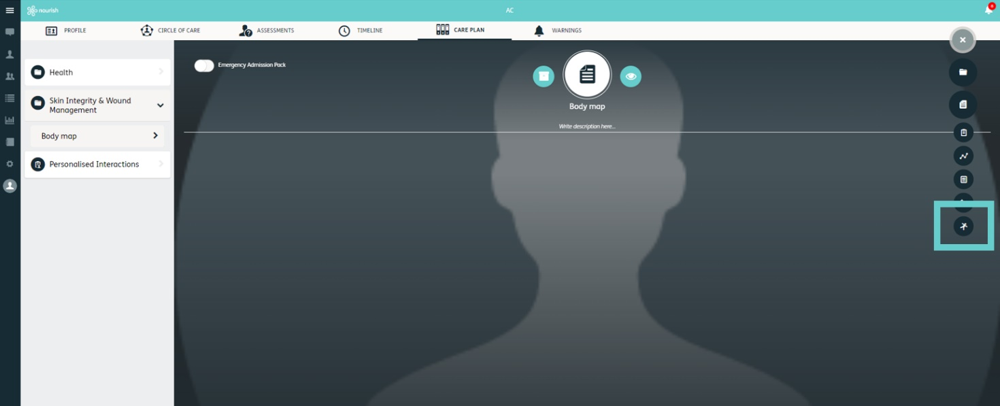 nourish
AC
6
PROFILE
CIRCLE OF CARE
ASSESSMENTS
TIMELINE
CARE PLAN
WARNINGS
Health
Skin Integrity & Wound
Management
Body map
Personalised Interactions
Emergency Admission Pack
Body map
Write description here...